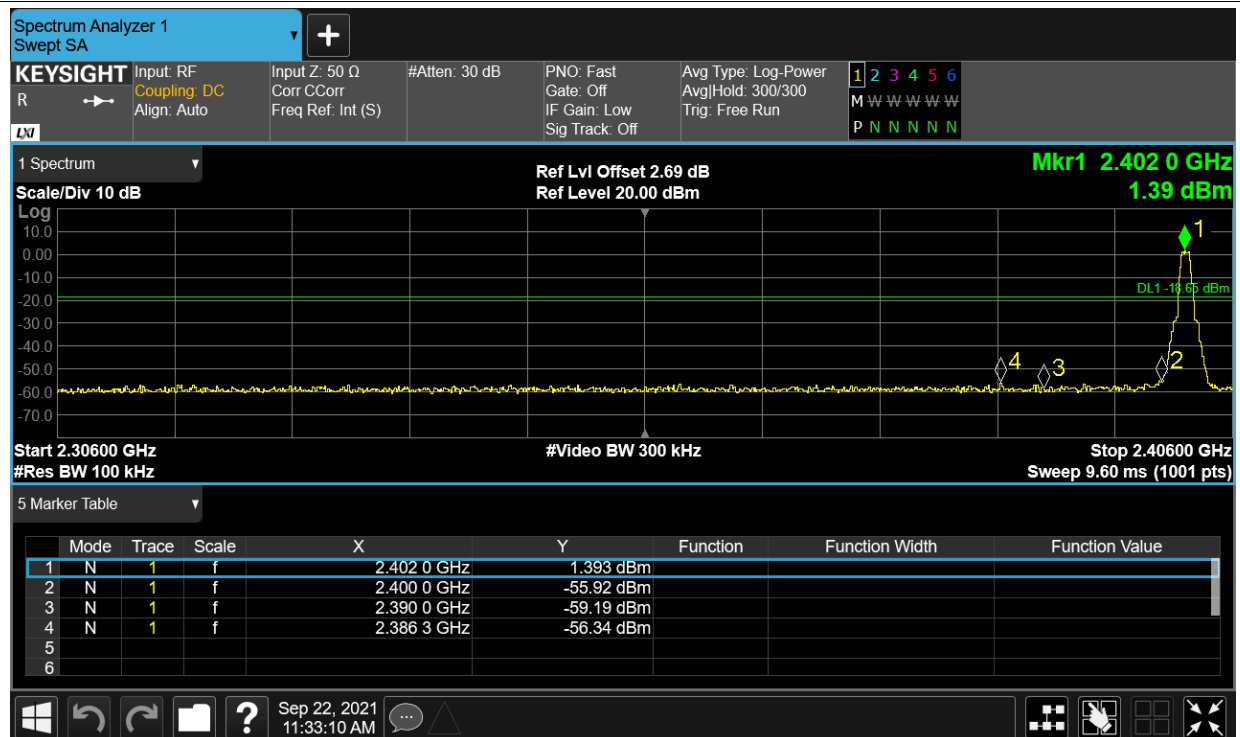 Spectrum Analyzer 1
Swept SA
KEYSIGHT Input: RF Input Z: 50 Ω #Atten: 30 dB PNO: Fast Avg Type: Log-Power 1 2 3 4 5 6
R Coupling: DC Corr CCorr Gate: Off Avg|Hold: 300/300 M W W W W W W
Align: Auto Freq Ref: Int (S) IF Gain: Low Trig: Free Run
LXI Sig Track: Off P N N N N N N
1 Spectrum Ref Lvl Offset 2.69 dB Mkr1 2.402 0 GHz
Scale/Div 10 dB Ref Level 20.00 dBm 1.39 dBm
Log
10.0 1
0.00
-10.0
DL1 -18.65 dBm
-20.0
-30.0
-40.0
-50.0 4 3 2
-60.0
-70.0
Start 2.30600 GHz #Video BW 300 kHz Stop 2.40600 GHz
#Res BW 100 kHz Sweep 9.60 ms (1001 pts)
5 Marker Table
Mode Trace Scale X Y Function Function Width Function Value
1 N 1 f 2.402 0 GHz 1.393 dBm
2 N 1 f 2.400 0 GHz -55.92 dBm
3 N 1 f 2.390 0 GHz -59.19 dBm
4 N 1 f 2.386 3 GHz -56.34 dBm
5
6
? Sep 22, 2021
11:33:10 AM